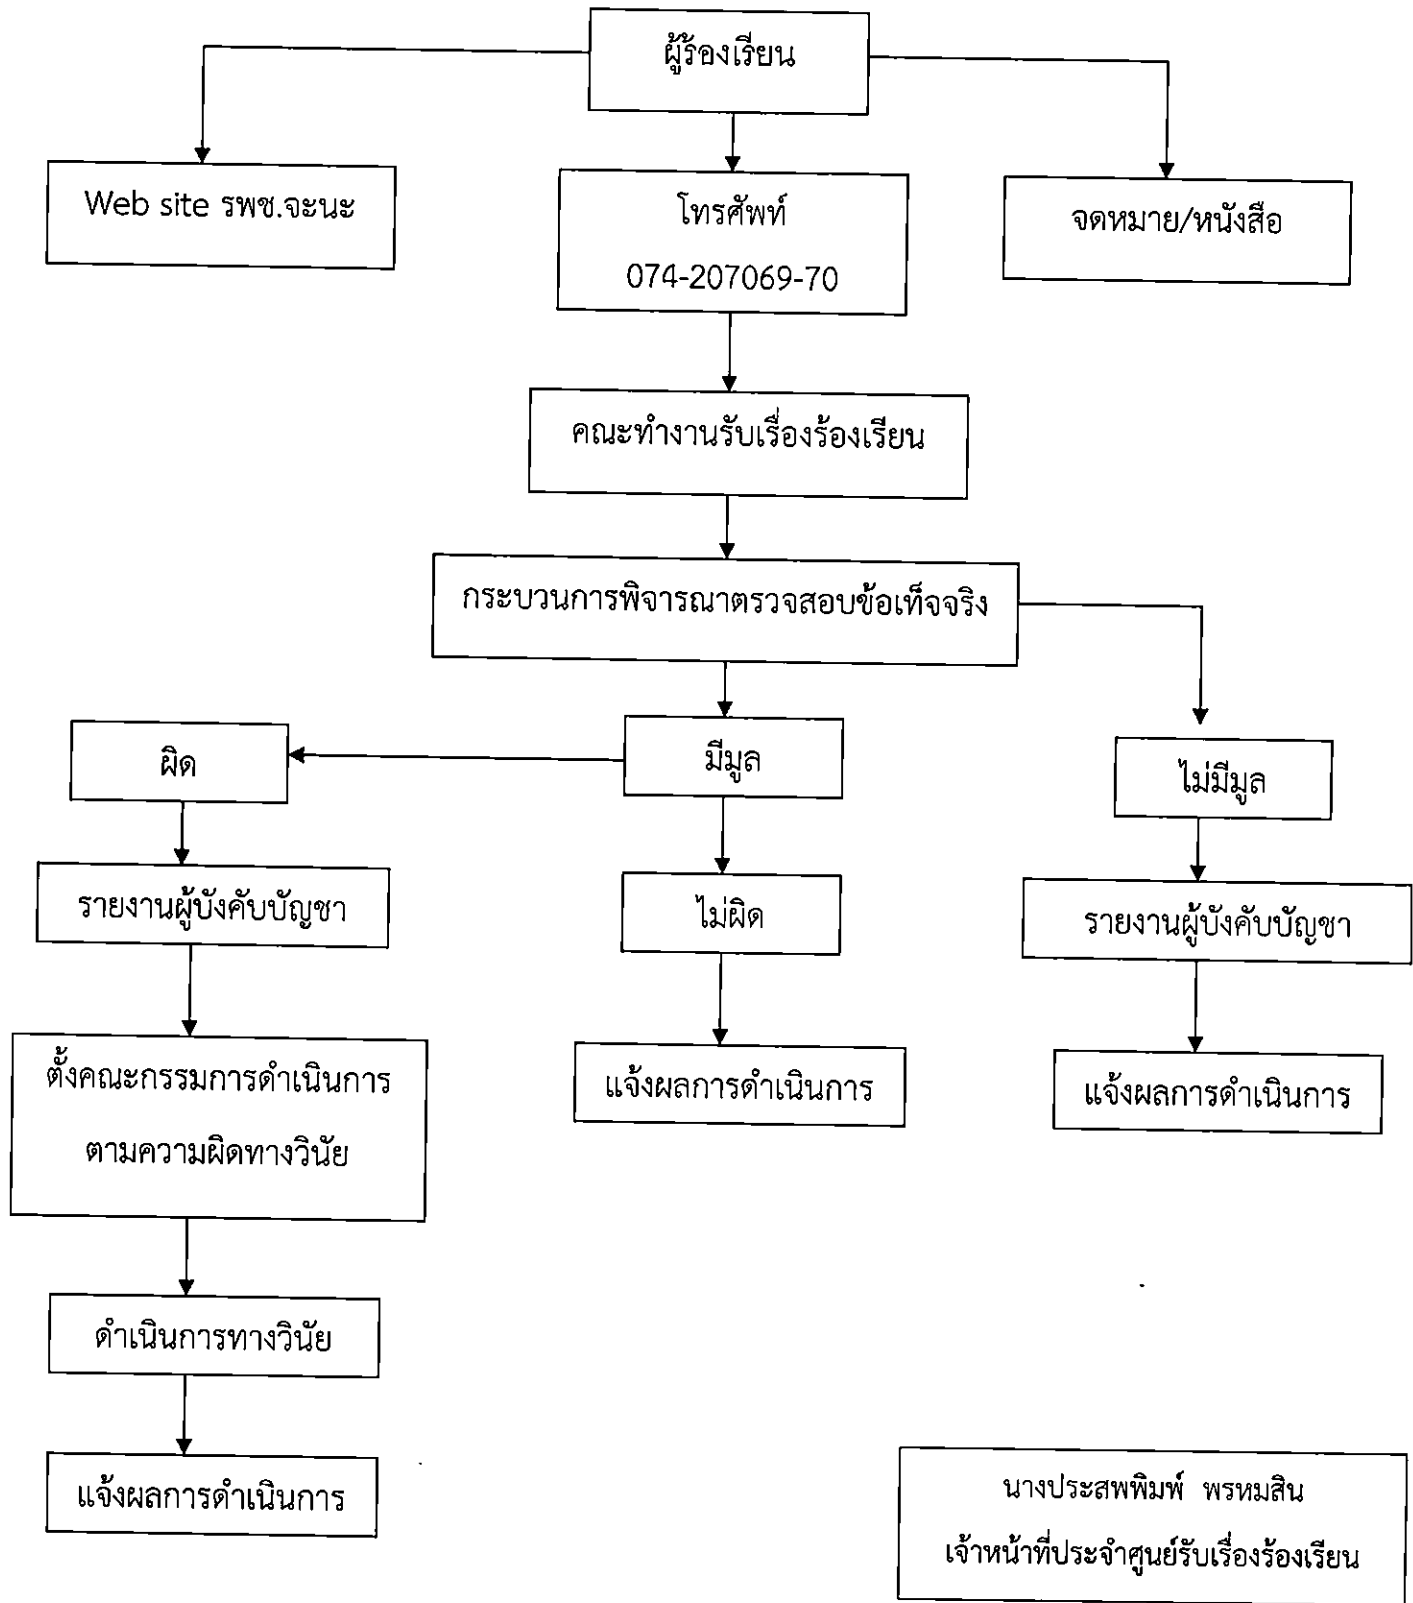 ผู้ร้องเรียน
Web site รพช.จะนะ
โทรศัพท์
074-207069-70
จดหมาย/หนังสือ
คณะทำงานรับเรื่องร้องเรียน
กระบวนการพิจารณาตรวจสอบข้อเท็จจริง
ผิด
มีมูล
ไม่มีมูล
รายงานผู้บังคับบัญชา
ไม่ผิด
รายงานผู้บังคับบัญชา
ตั้งคณะกรรมการดำเนินการ
ตามความผิดทางวินัย
แจ้งผลการดำเนินการ
แจ้งผลการดำเนินการ
ดำเนินการทางวินัย
แจ้งผลการดำเนินการ
นางประสพพิมพ์ พรหมสิน
เจ้าหน้าที่ประจำศูนย์รับเรื่องร้องเรียน